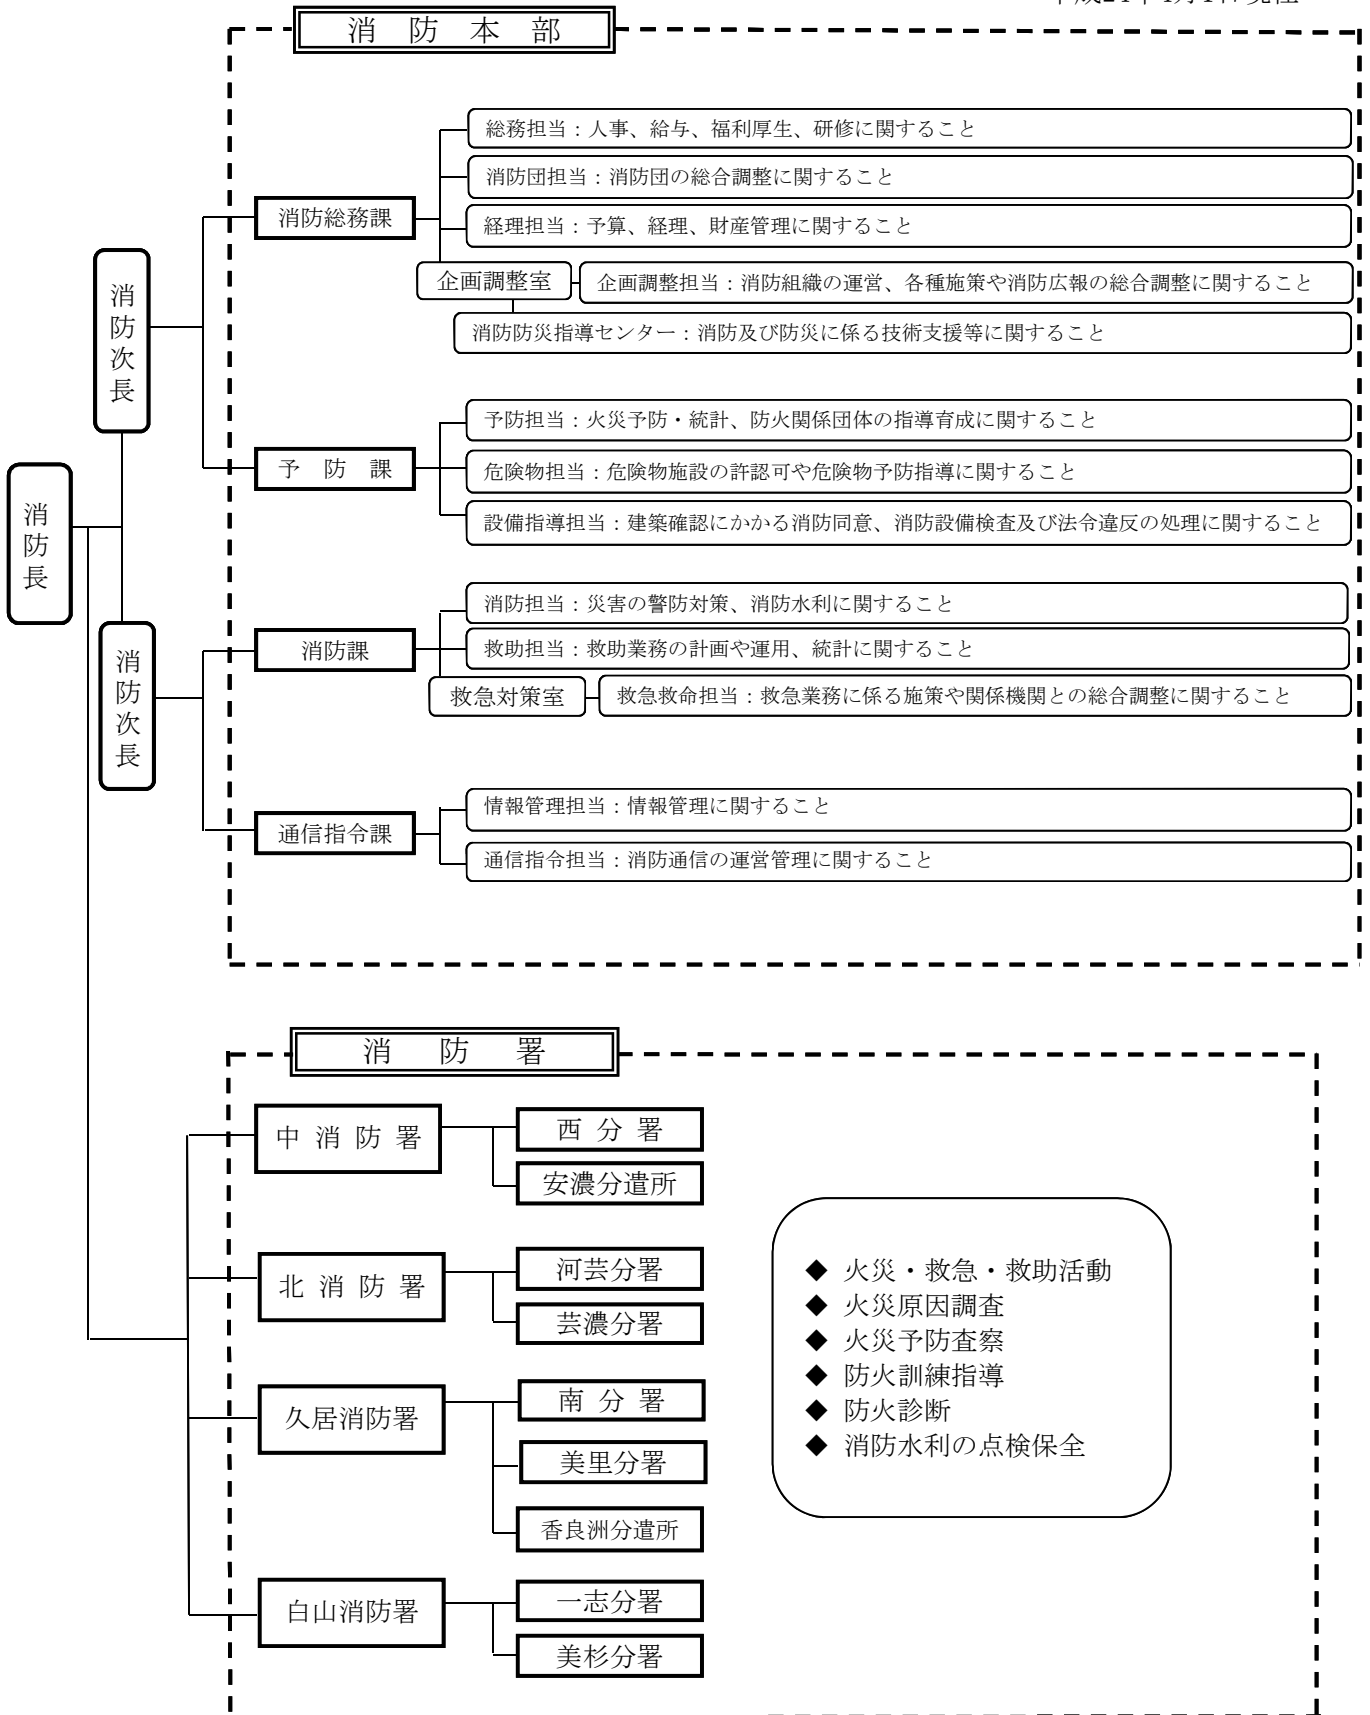 消防本部
消防長
消防次長
消防総務課
総務担当：人事、給与、福利厚生、研修に関すること
消防団担当：消防団の総合調整に関すること
経理担当：予算、経理、財産管理に関すること
企画調整室
企画調整担当：消防組織の運営、各種施策や消防広報の総合調整に関すること
消防防災指導センター：消防及び防災に係る技術支援等に関すること
予防課
予防担当：火災予防・統計、防火関係団体の指導育成に関すること
危険物担当：危険物施設の許認可や危険物予防指導に関すること
設備指導担当：建築確認にかかる消防同意、消防設備検査及び法令違反の処理に関すること
消防次長
消防課
消防担当：災害の警防対策、消防水利に関すること
救助担当：救助業務の計画や運用、統計に関すること
救急対策室
救急救命担当：救急業務に係る施策や関係機関との総合調整に関すること
通信指令課
情報管理担当：情報管理に関すること
通信指令担当：消防通信の運営管理に関すること
消防署
中消防署
西分署
安濃分遣所
北消防署
河芸分署
芸濃分署
久居消防署
南分署
美里分署
香良洲分遣所
白山消防署
一志分署
美杉分署
◆ 火災・救急・救助活動
◆ 火災原因調査
◆ 火災予防査察
◆ 防火訓練指導
◆ 防火診断
◆ 消防水利の点検保全